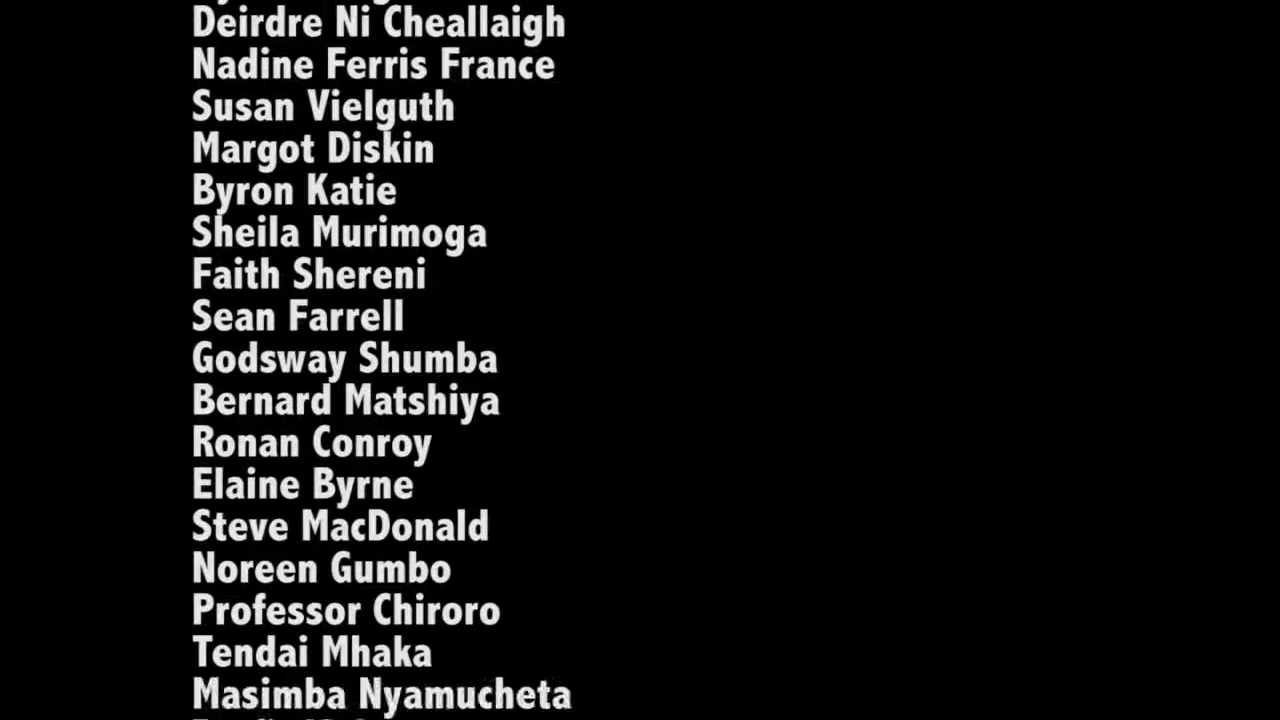 Deirdre Ni Cheallaigh
Nadine Ferris France
Susan Vielguth
Margot Diskin
Byron Katie
Sheila Murimoga
Faith Shereni
Sean Farrell
Godsway Shumba
Bernard Matshiya
Ronan Conroy
Elaine Byrne
Steve MacDonald
Noreen Gumbo
Professor Chiroro
Tendai Mhaka
Masimba Nyamucheta